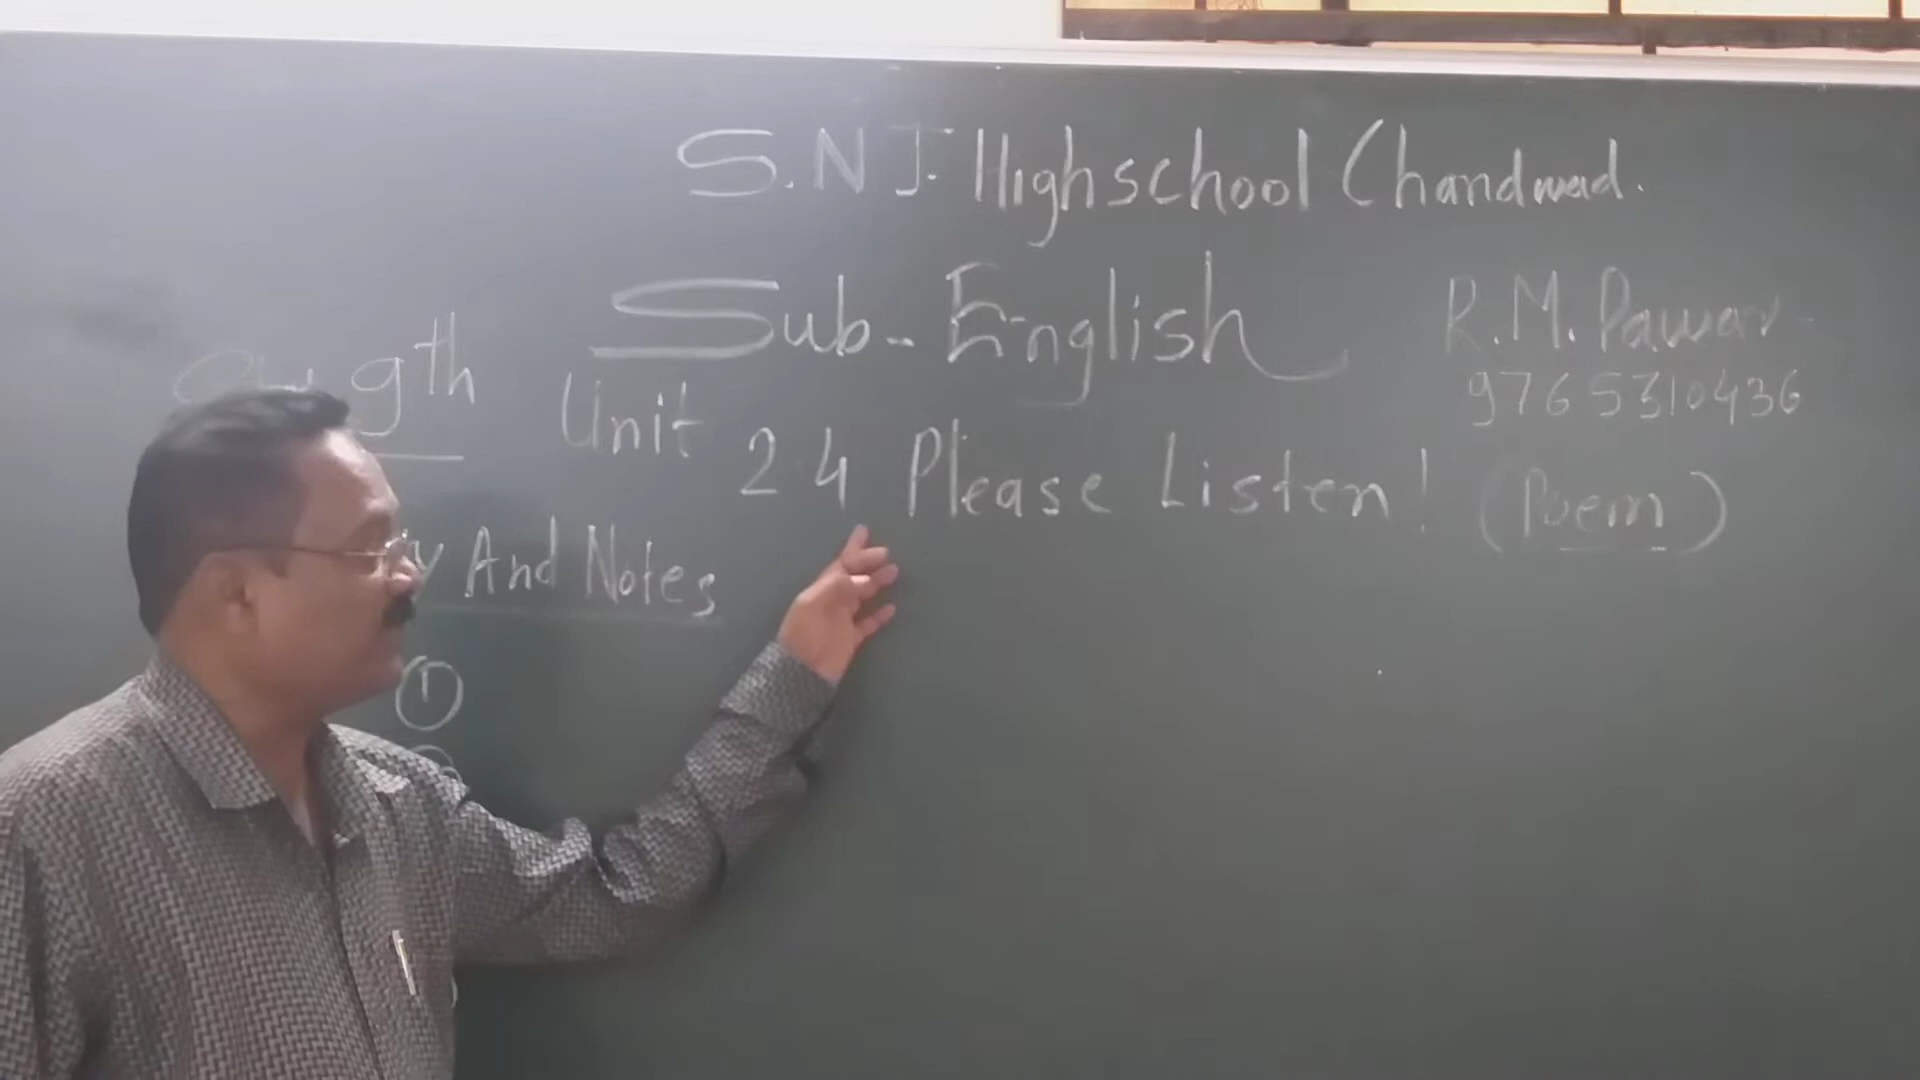 S.N.J. Highschool Chandwad.
Sub - English
R.M. Pawar
9765310436
9th
Unit 2.4 Please Listen! (Poem)
And Notes
1